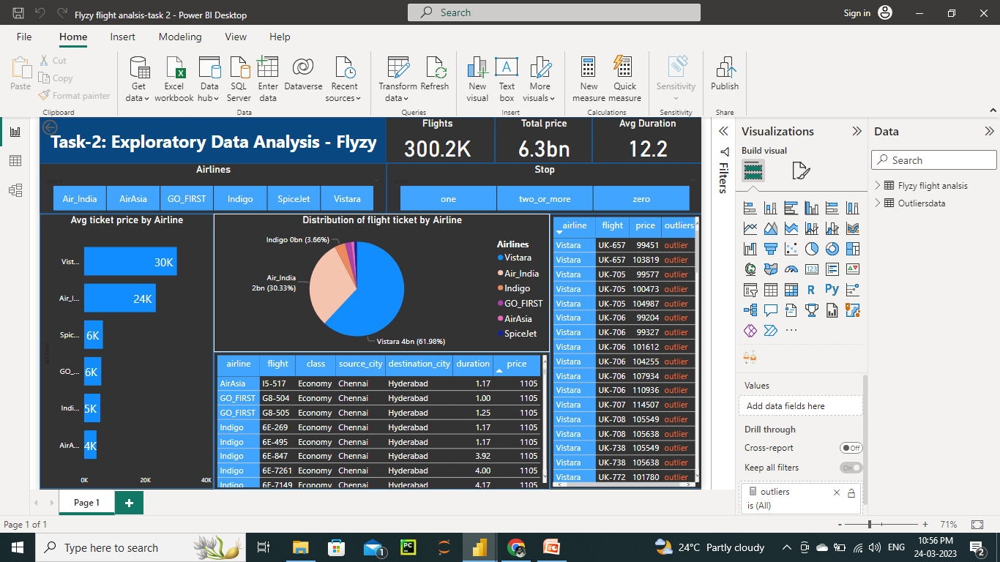 Flyzy flight analsis-task 2 - Power BI Desktop
Search
Sign in
File Home Insert Modeling View Help
Paste
Cut
Copy
Format painter
Clipboard
Get data
Excel workbook
Data hub
SQL Server
Enter data
Dataverse
Recent sources
Data
Transform data
Refresh
Queries
New visual
Text box
More visuals
Insert
New measure
Quick measure
Calculations
Sensitivity
Sensitivity
Publish
Share
Task-2: Exploratory Data Analysis - Flyzy
Flights
300.2K
Total price
6.3bn
Avg Duration
12.2
Airlines
Air_India AirAsia GO_FIRST Indigo SpiceJet Vistara
Stop
one two_or_more zero
Avg ticket price by Airline
Vist... 30K
Air_I... 24K
Spic... 6K
GO_... 6K
Indi... 5K
AirA... 4K
0K 20K 40K
Distribution of flight ticket by Airline
Indigo 0bn (3.66%)
Air_India
2bn (30.33%)
Vistara 4bn (61.98%)
Airlines
Vistara
Air_India
Indigo
GO_FIRST
AirAsia
SpiceJet
airline flight class source_city destination_city duration price
AirAsia I5-517 Economy Chennai Hyderabad 1.17 1105
GO_FIRST G8-504 Economy Chennai Hyderabad 1.00 1105
GO_FIRST G8-505 Economy Chennai Hyderabad 1.25 1105
Indigo 6E-269 Economy Chennai Hyderabad 1.17 1105
Indigo 6E-495 Economy Chennai Hyderabad 1.17 1105
Indigo 6E-847 Economy Chennai Hyderabad 3.92 1105
Indigo 6E-7261 Economy Chennai Hyderabad 4.00 1105
Indigo 6E-7149 Economy Chennai Hyderabad 4.17 1105
airline flight price outliers
Vistara UK-657 99451 outlier
Vistara UK-657 103819 outlier
Vistara UK-705 99577 outlier
Vistara UK-705 100473 outlier
Vistara UK-705 104987 outlier
Vistara UK-706 99204 outlier
Vistara UK-706 99327 outlier
Vistara UK-706 101612 outlier
Vistara UK-706 104255 outlier
Vistara UK-706 107934 outlier
Vistara UK-706 110936 outlier
Vistara UK-707 114507 outlier
Vistara UK-708 105549 outlier
Vistara UK-708 105638 outlier
Vistara UK-738 105549 outlier
Vistara UK-738 105638 outlier
Vistara UK-772 101780 outlier
Filters
Visualizations
Build visual
123
R
Py
Values
Add data fields here
Drill through
Cross-report
Off
Keep all filters
On
outliers
is (All)
Data
Search
Flyzy flight analsis
Outliersdata
Page 1
Page 1 of 1
- + 71%
Type here to search
1
PC
24°C Partly cloudy
ENG
10:56 PM
24-03-2023
2